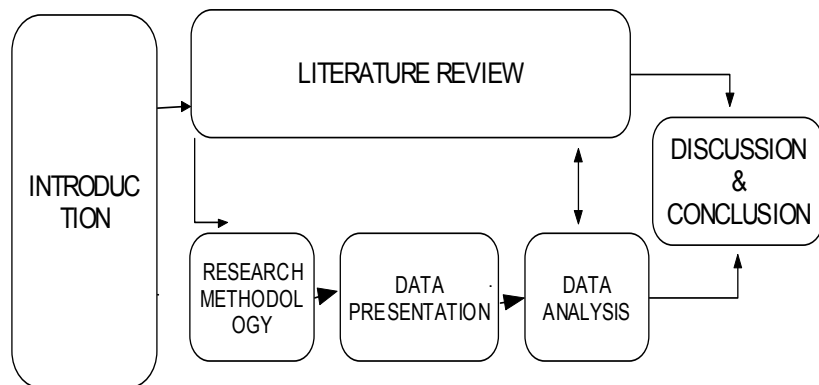 LITERATURE REVIEW
INTRODUC
TION
DISCUSSION
&
CONCLUSION
RESEARCH
METHODOL
OGY
DATA
PRESENTATION
DATA
ANALYSIS